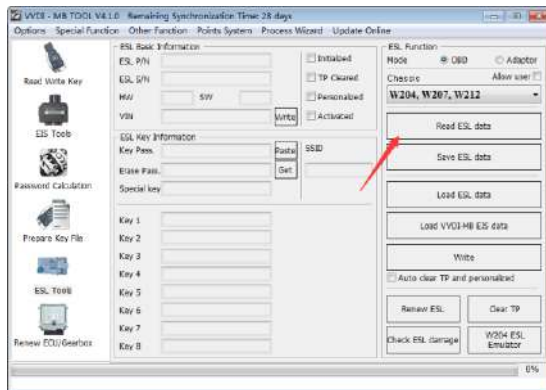 VVDI - MB TOOL V4.1.0 Remaining Synchronization Time: 28 days
Options Special Function Other Function Points System Process Wizard Update Online
Read Write Key
EIS Tools
Password Calculation
Prepare Key File
ESL Tools
Renew ECU/Gearbox
ESL Basic Information
ESL P/N
ESL S/N
HW SW
VIN
Write
Initialized
TP Cleared
Personalized
Activated
ESL Key Information
Key Pass.
Paste
SSID
Erase Pass.
Get
Special key
Key 1
Key 2
Key 3
Key 4
Key 5
Key 6
Key 7
Key 8
ESL Function
Mode OBD Adaptor
Chassis Allow user
W204, W207, W212
Read ESL data
Save ESL data
Load ESL data
Load VVDI-MB EIS data
Write
Auto clear TP and personalized
Renew ESL
Clear TP
Check ESL damage
W204 ESL
Emulator
0%